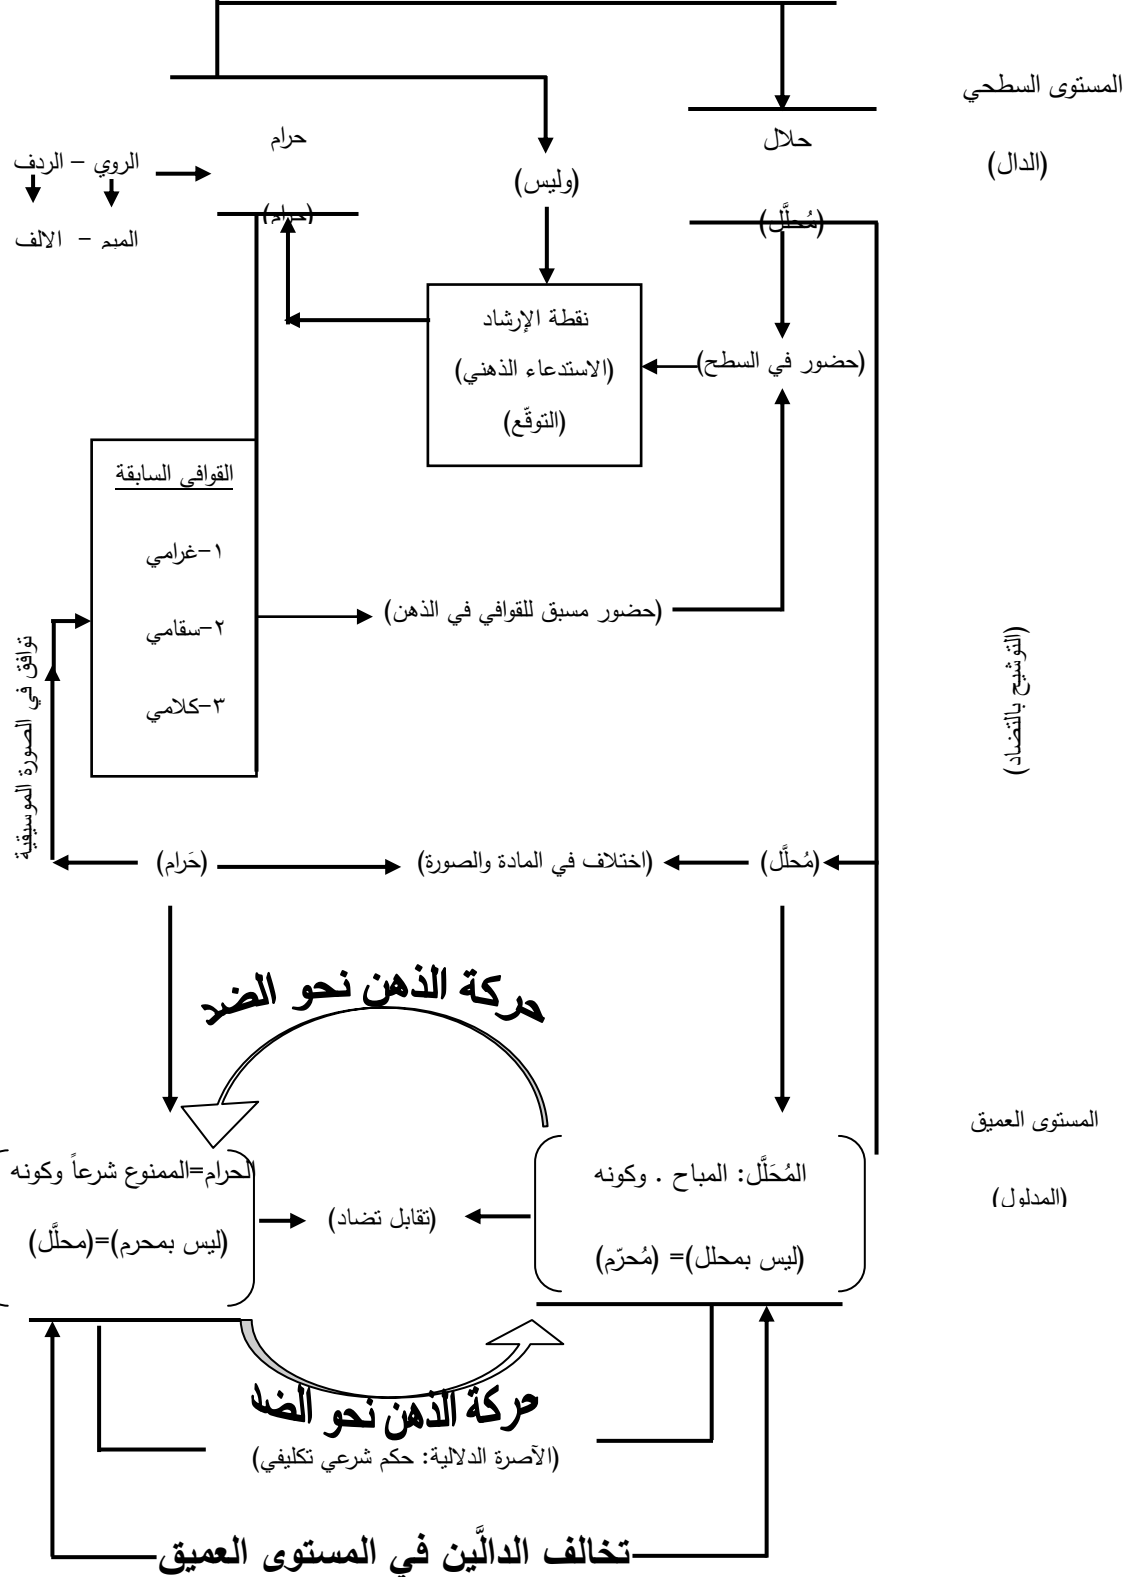 المستوى السطحي
(الدال)
حلال
(مُحلَّل)
(وليس)
حرام
(حرام)
الروي – الردف
الميم – الالف
نقطة الإرشاد
(الاستدعاء الذهني)
(التوقّع)
(حضور في السطح)
القوافي السابقة
١-غرامي
٢-سقامي
٣-كلامي
(حضور مسبق للقوافي في الذهن)
(التوشيح بالتضاد)
توافق في الصورة الموسيقية
(مُحلَّل)
(اختلاف في المادة والصورة)
(حَرام)
حركة الذهن نحو الضد
المستوى العميق
(المدلول)
المُحَلَّل: المباح . وكونه
(ليس بمحلل)= (مُحرّم)
(تقابل تضاد)
الحرام=الممنوع شرعاً وكونه
(ليس بمحرم)=(محلَّل)
حركة الذهن نحو الضد
(الآصرة الدلالية: حكم شرعي تكليفي)
تخالف الدالَّين في المستوى العميق